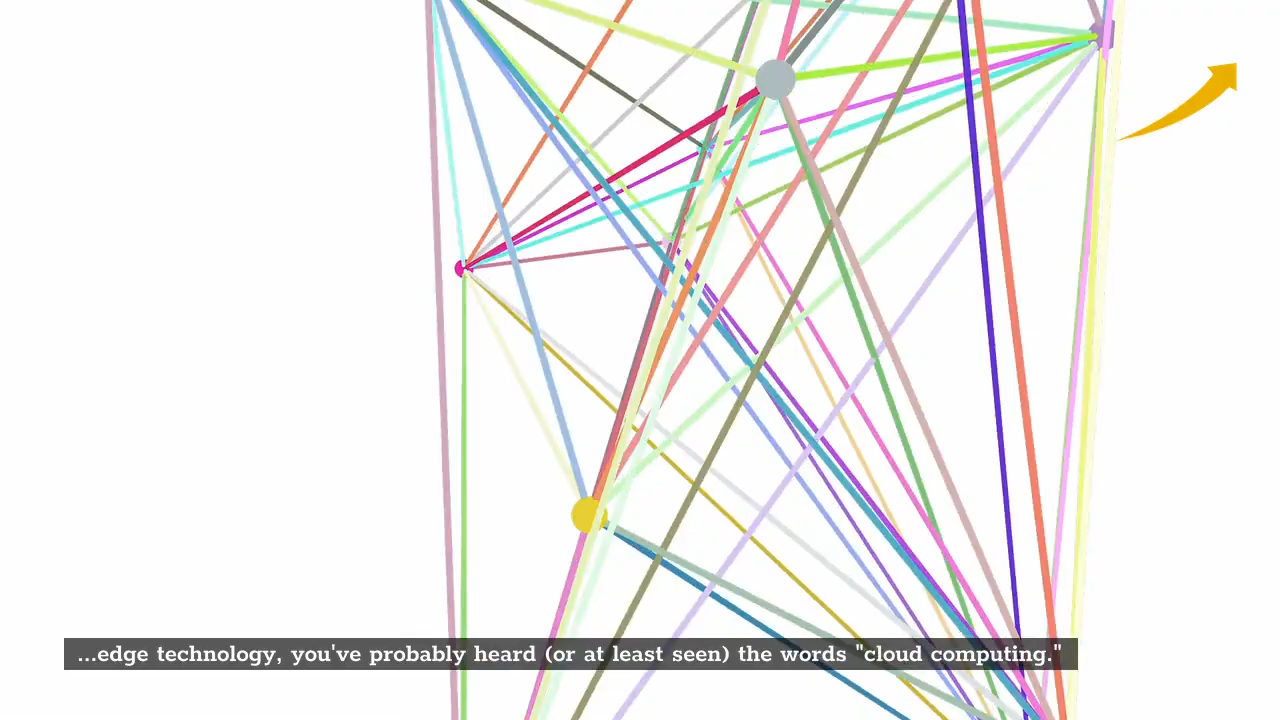 ...edge technology, you've probably heard (or at least seen) the words "cloud computing."